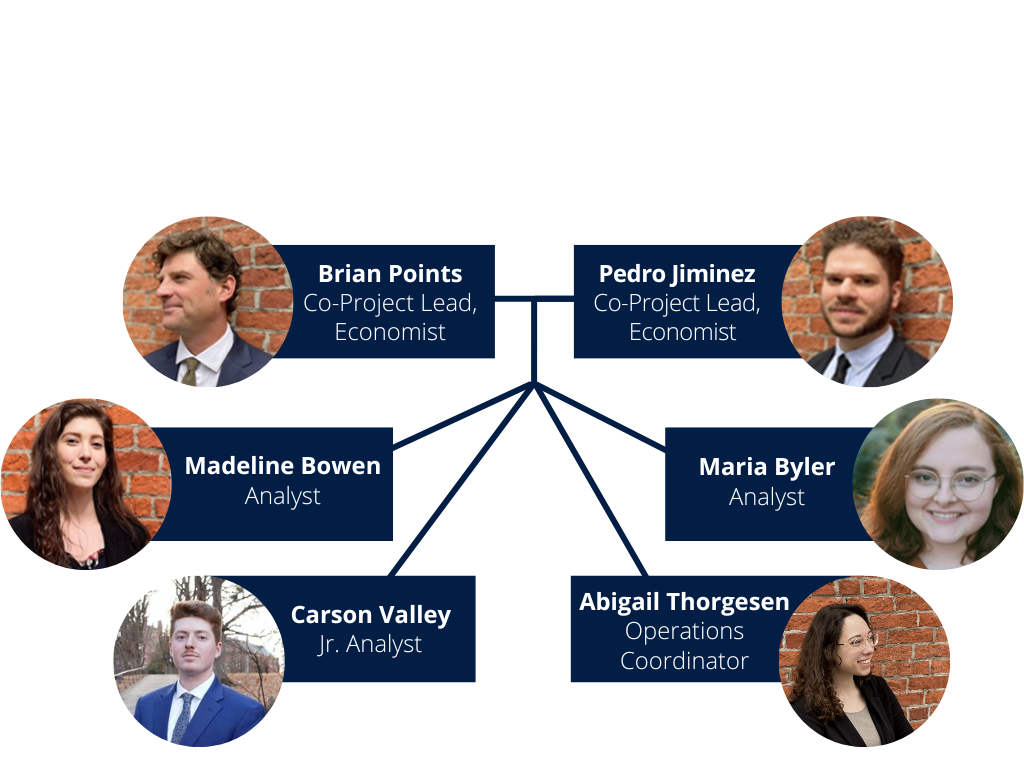 Brian Points
Co-Project Lead,
Economist
Pedro Jiminez
Co-Project Lead,
Economist
Madeline Bowen
Analyst
Maria Byler
Analyst
Carson Valley
Jr. Analyst
Abigail Thorgesen
Operations
Coordinator